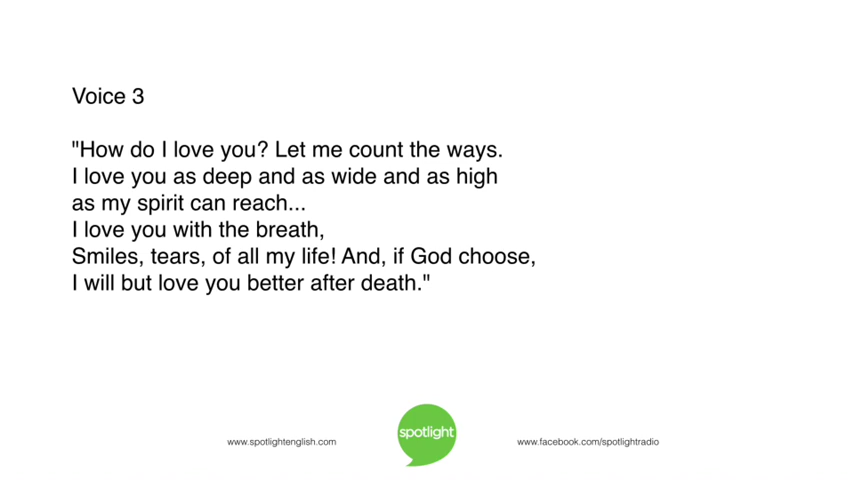 Voice 3
"How do I love you? Let me count the ways.
I love you as deep and as wide and as high
as my spirit can reach...
I love you with the breath,
Smiles, tears, of all my life! And, if God choose,
I will but love you better after death."
spotlight
www.spotlightenglish.com
www.facebook.com/spotlightradio